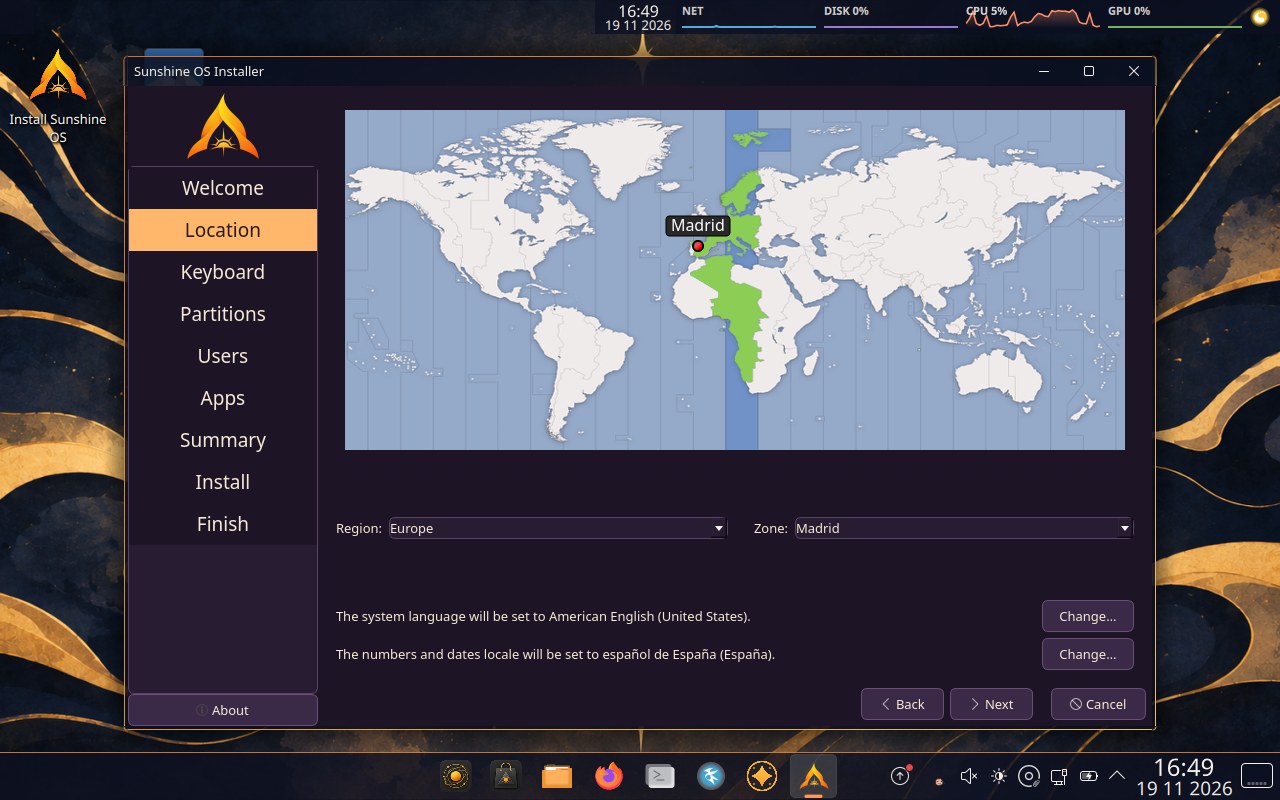 16:49
19 11 2026
NET
DISK 0%
CPU 5%
GPU 0%
Install Sunshine
OS
Sunshine OS Installer
Welcome
Location
Keyboard
Partitions
Users
Apps
Summary
Install
Finish
About
Madrid
Region: Europe
Zone: Madrid
The system language will be set to American English (United States).
Change...
The numbers and dates locale will be set to español de España (España).
Change...
Back
Next
Cancel
16:49
19 11 2026